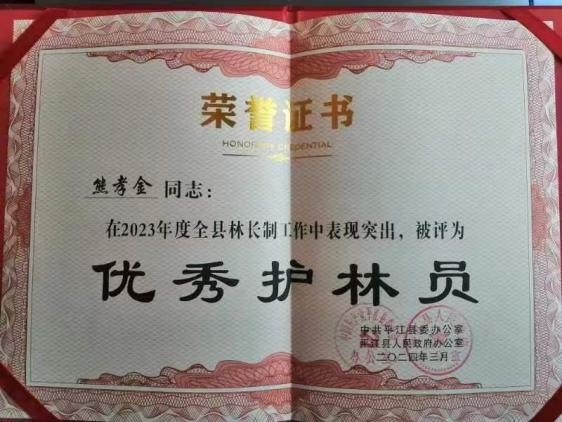 荣誉证书
HONOR CREDENTIAL
熊孝金 同志：
在2023年度全县林长制工作中表现突出，被评为
优秀护林员
中共平江县委办公室
平江县人民政府办公室
二〇二四年三月